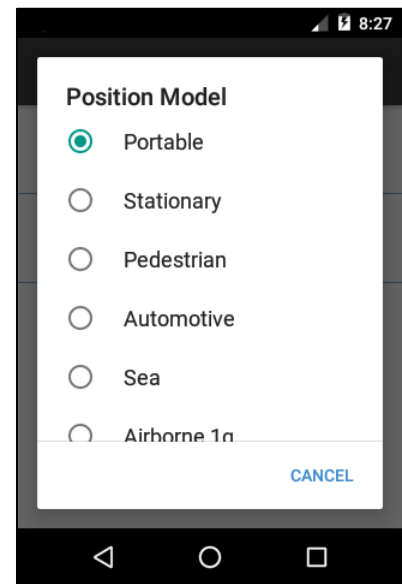 8:27
Position Model
Portable
Stationary
Pedestrian
Automotive
Sea
Airborne 1g
CANCEL